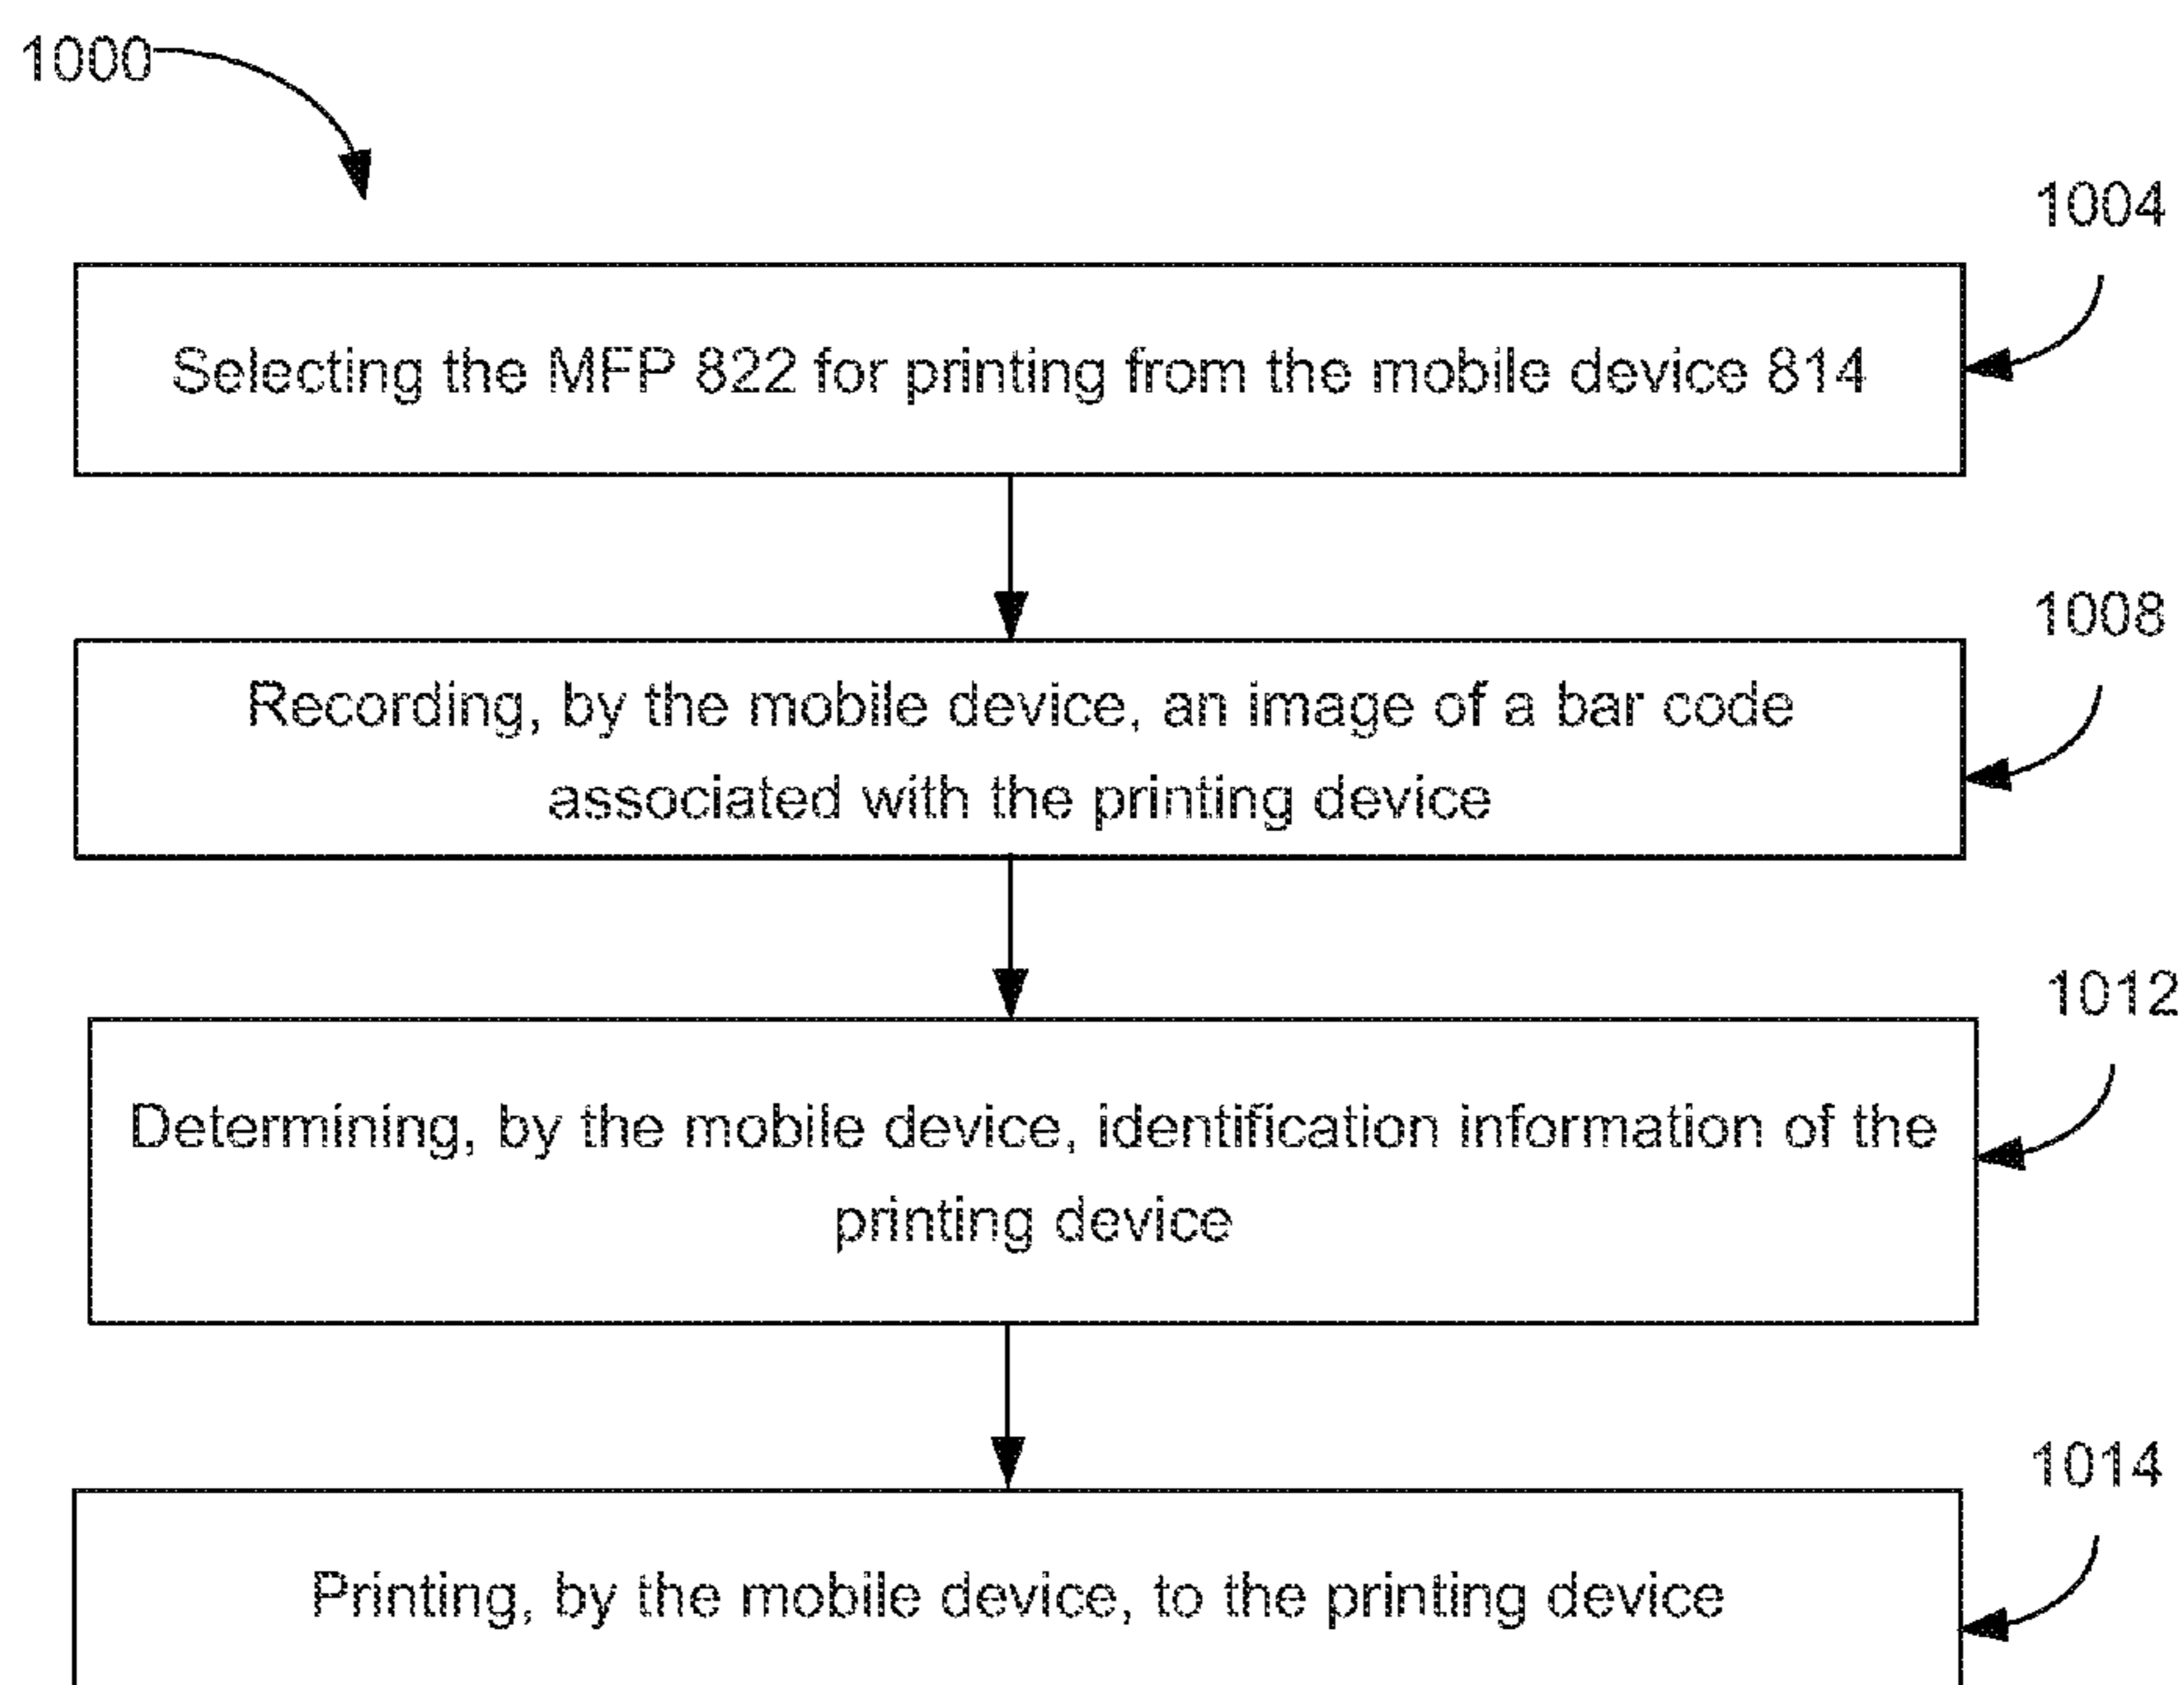 1000
1004
Selecting the MFP 822 for printing from the mobile device 814
1008
Recording, by the mobile device, an image of a bar code
associated with the printing device
1012
Determining, by the mobile device, identification information of the
printing device
1014
Printing, by the mobile device, to the printing device